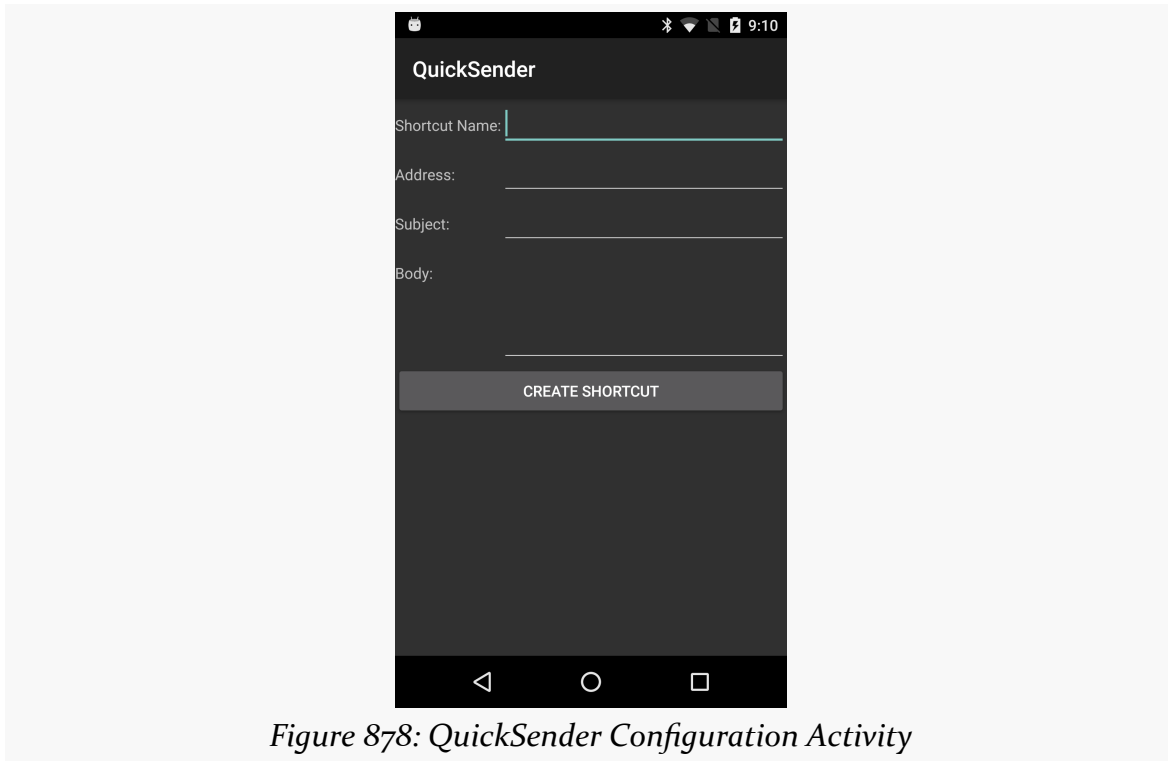 9:10
QuickSender
Shortcut Name:
Address:
Subject:
Body:
CREATE SHORTCUT
Figure 878: QuickSender Configuration Activity